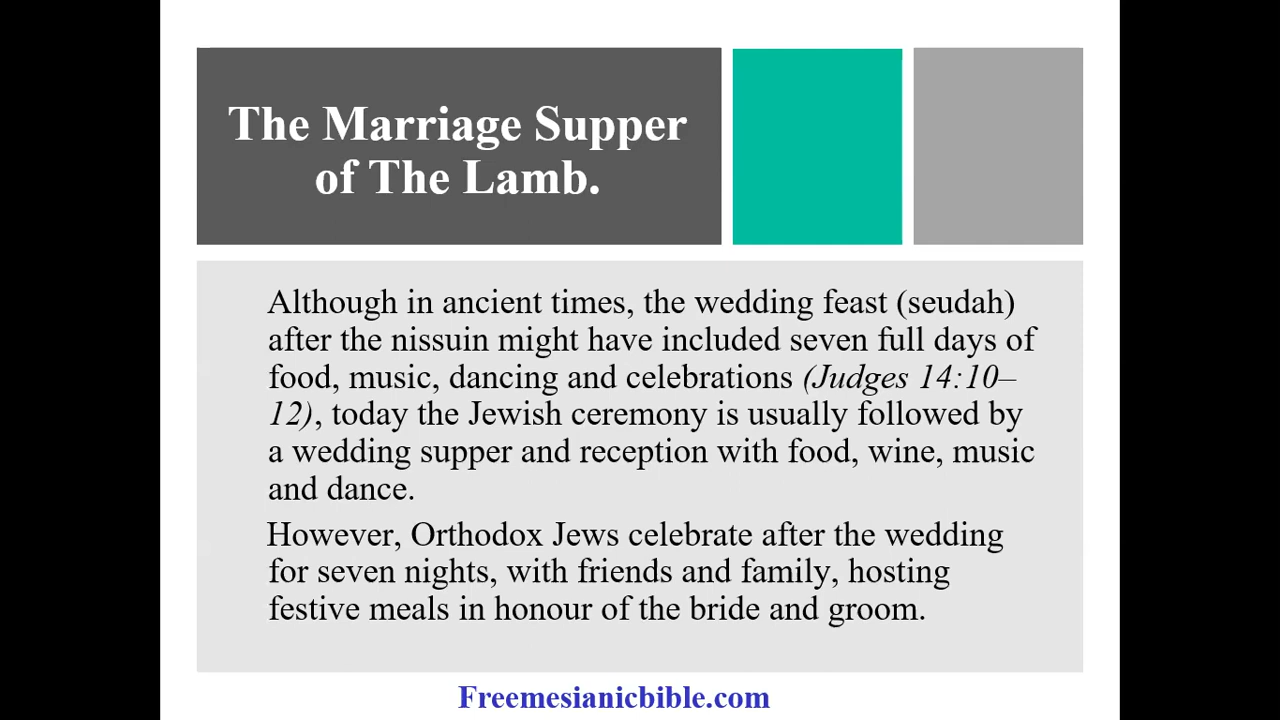 The Marriage Supper
of The Lamb.
Although in ancient times, the wedding feast (seudah)
after the nissuin might have included seven full days of
food, music, dancing and celebrations (Judges 14:10–
12), today the Jewish ceremony is usually followed by
a wedding supper and reception with food, wine, music
and dance.
However, Orthodox Jews celebrate after the wedding
for seven nights, with friends and family, hosting
festive meals in honour of the bride and groom.
Freemesianicbible.com